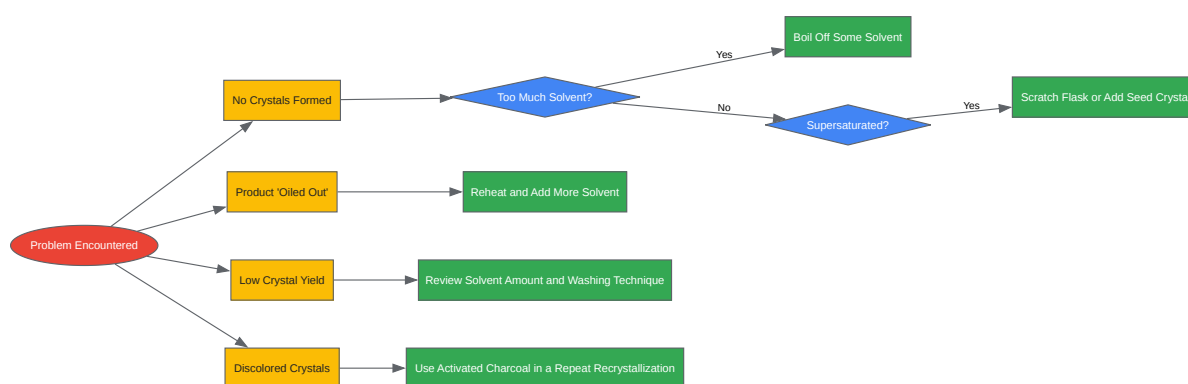 Boil Off Some Solvent
Yes
No Crystals Formed
Too Much Solvent?
No
Supersaturated?
Yes
Scratch Flask or Add Seed Crysta
Product 'Oiled Out'
Reheat and Add More Solvent
Problem Encountered
Low Crystal Yield
Review Solvent Amount and Washing Technique
Discolored Crystals
Use Activated Charcoal in a Repeat Recrystallization